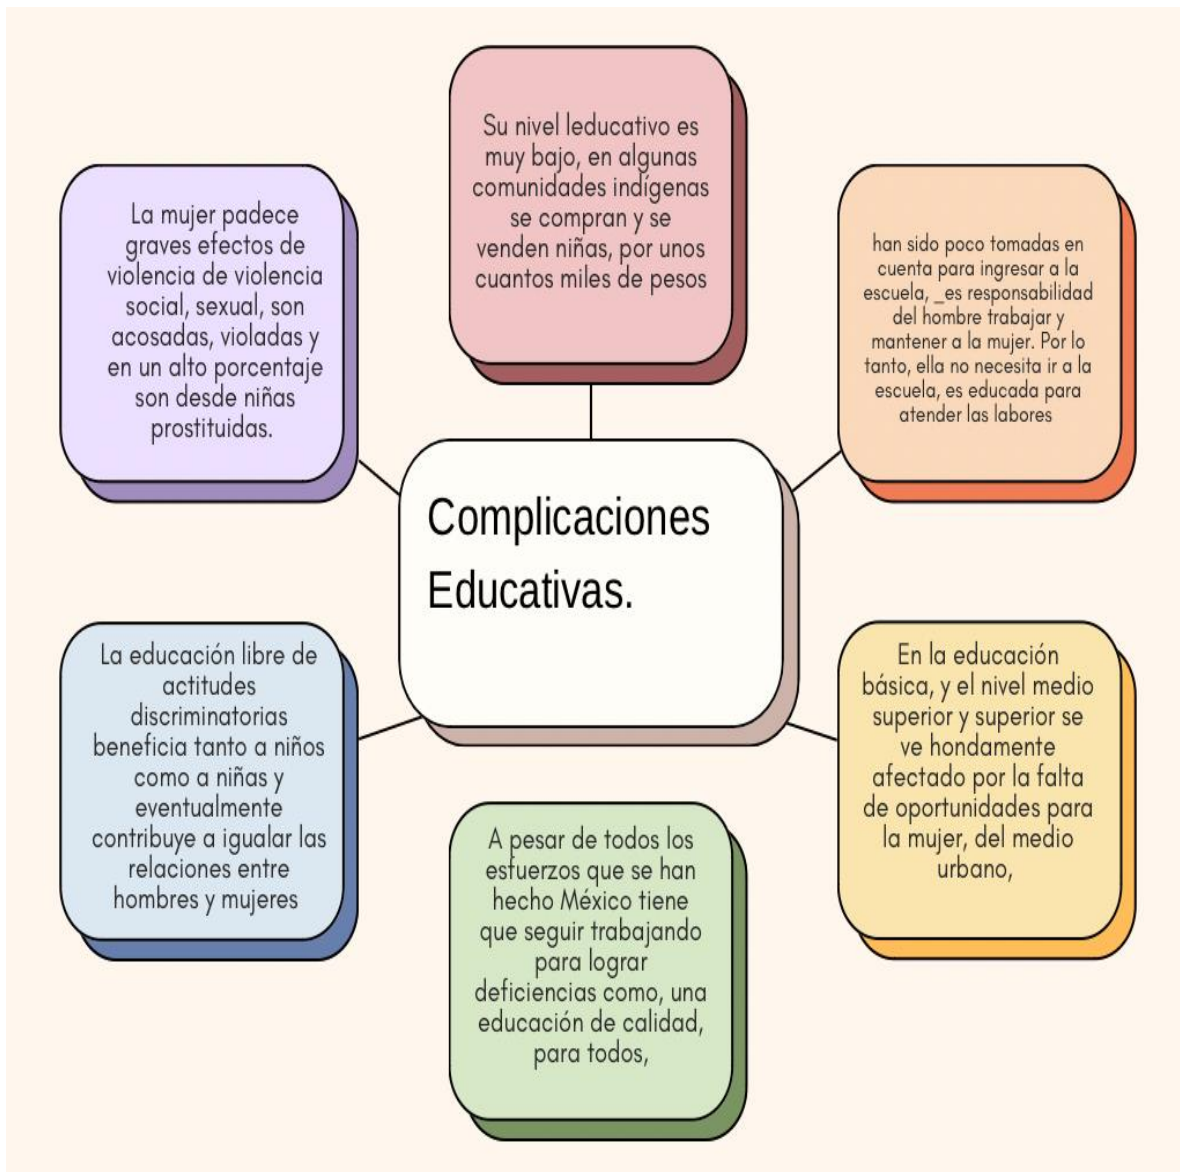 Su nivel leducativo es
muy bajo, en algunas
comunidades indígenas
se compran y se
venden niñas, por unos
cuantos miles de pesos
La mujer padece
graves efectos de
violencia de violencia
social, sexual, son
acosadas, violadas y
en un alto porcentaje
son desde niñas
prostituidas.
han sido poco tomadas en
cuenta para ingresar a la
escuela, _es responsabilidad
del hombre trabajar y
mantener a la mujer. Por lo
tanto, ella no necesita ir a la
escuela, es educada para
atender las labores
Complicaciones
Educativas.
La educación libre de
actitudes
discriminatorias
beneficia tanto a niños
como a niñas y
eventualmente
contribuye a igualar las
relaciones entre
hombres y mujeres
En la educación
básica, y el nivel medio
superior y superior se
ve hondamente
afectado por la falta
de oportunidades para
la mujer, del medio
urbano,
A pesar de todos los
esfuerzos que se han
hecho México tiene
que seguir trabajando
para lograr
deficiencias como, una
educación de calidad,
para todos,